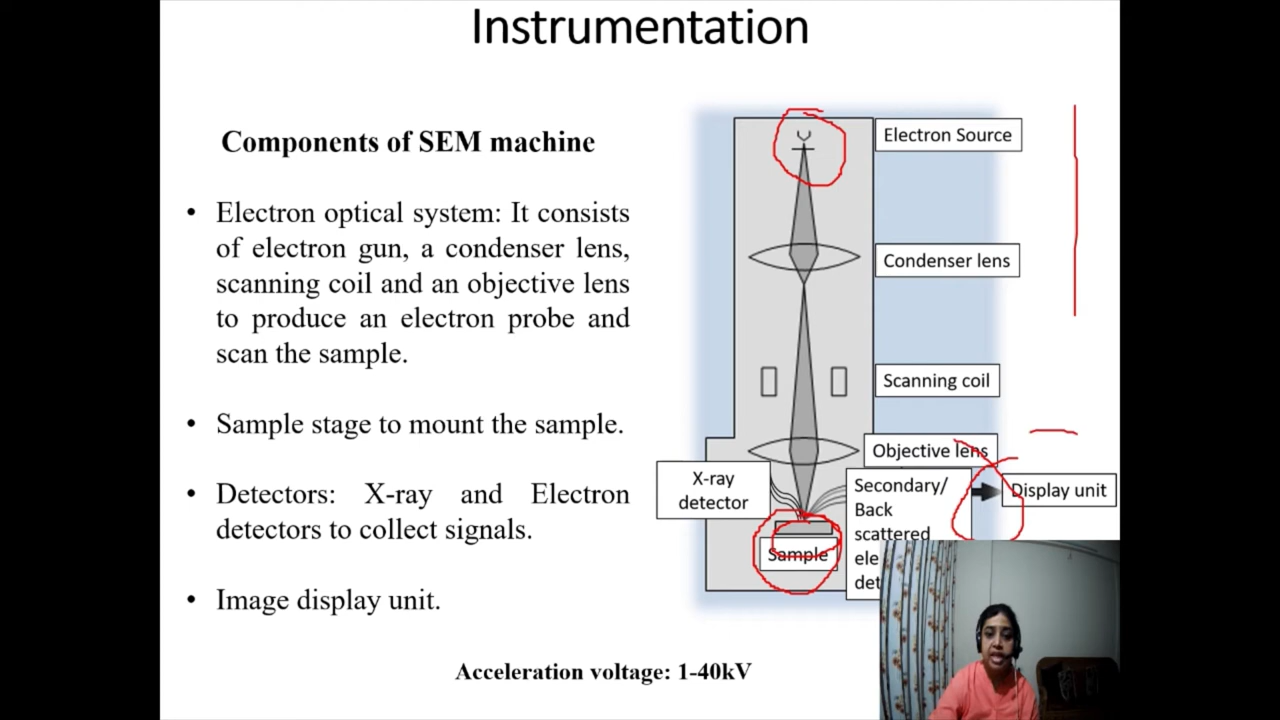 Instrumentation
Components of SEM machine
• Electron optical system: It consists
of electron gun, a condenser lens,
scanning coil and an objective lens
to produce an electron probe and
scan the sample.
• Sample stage to mount the sample.
• Detectors: X-ray and Electron
detectors to collect signals.
• Image display unit.
Electron Source
Condenser lens
Scanning coil
Objective lens
X-ray
detector
Secondary/
Back
scattered
Display unit
Sample
Acceleration voltage: 1-40kV